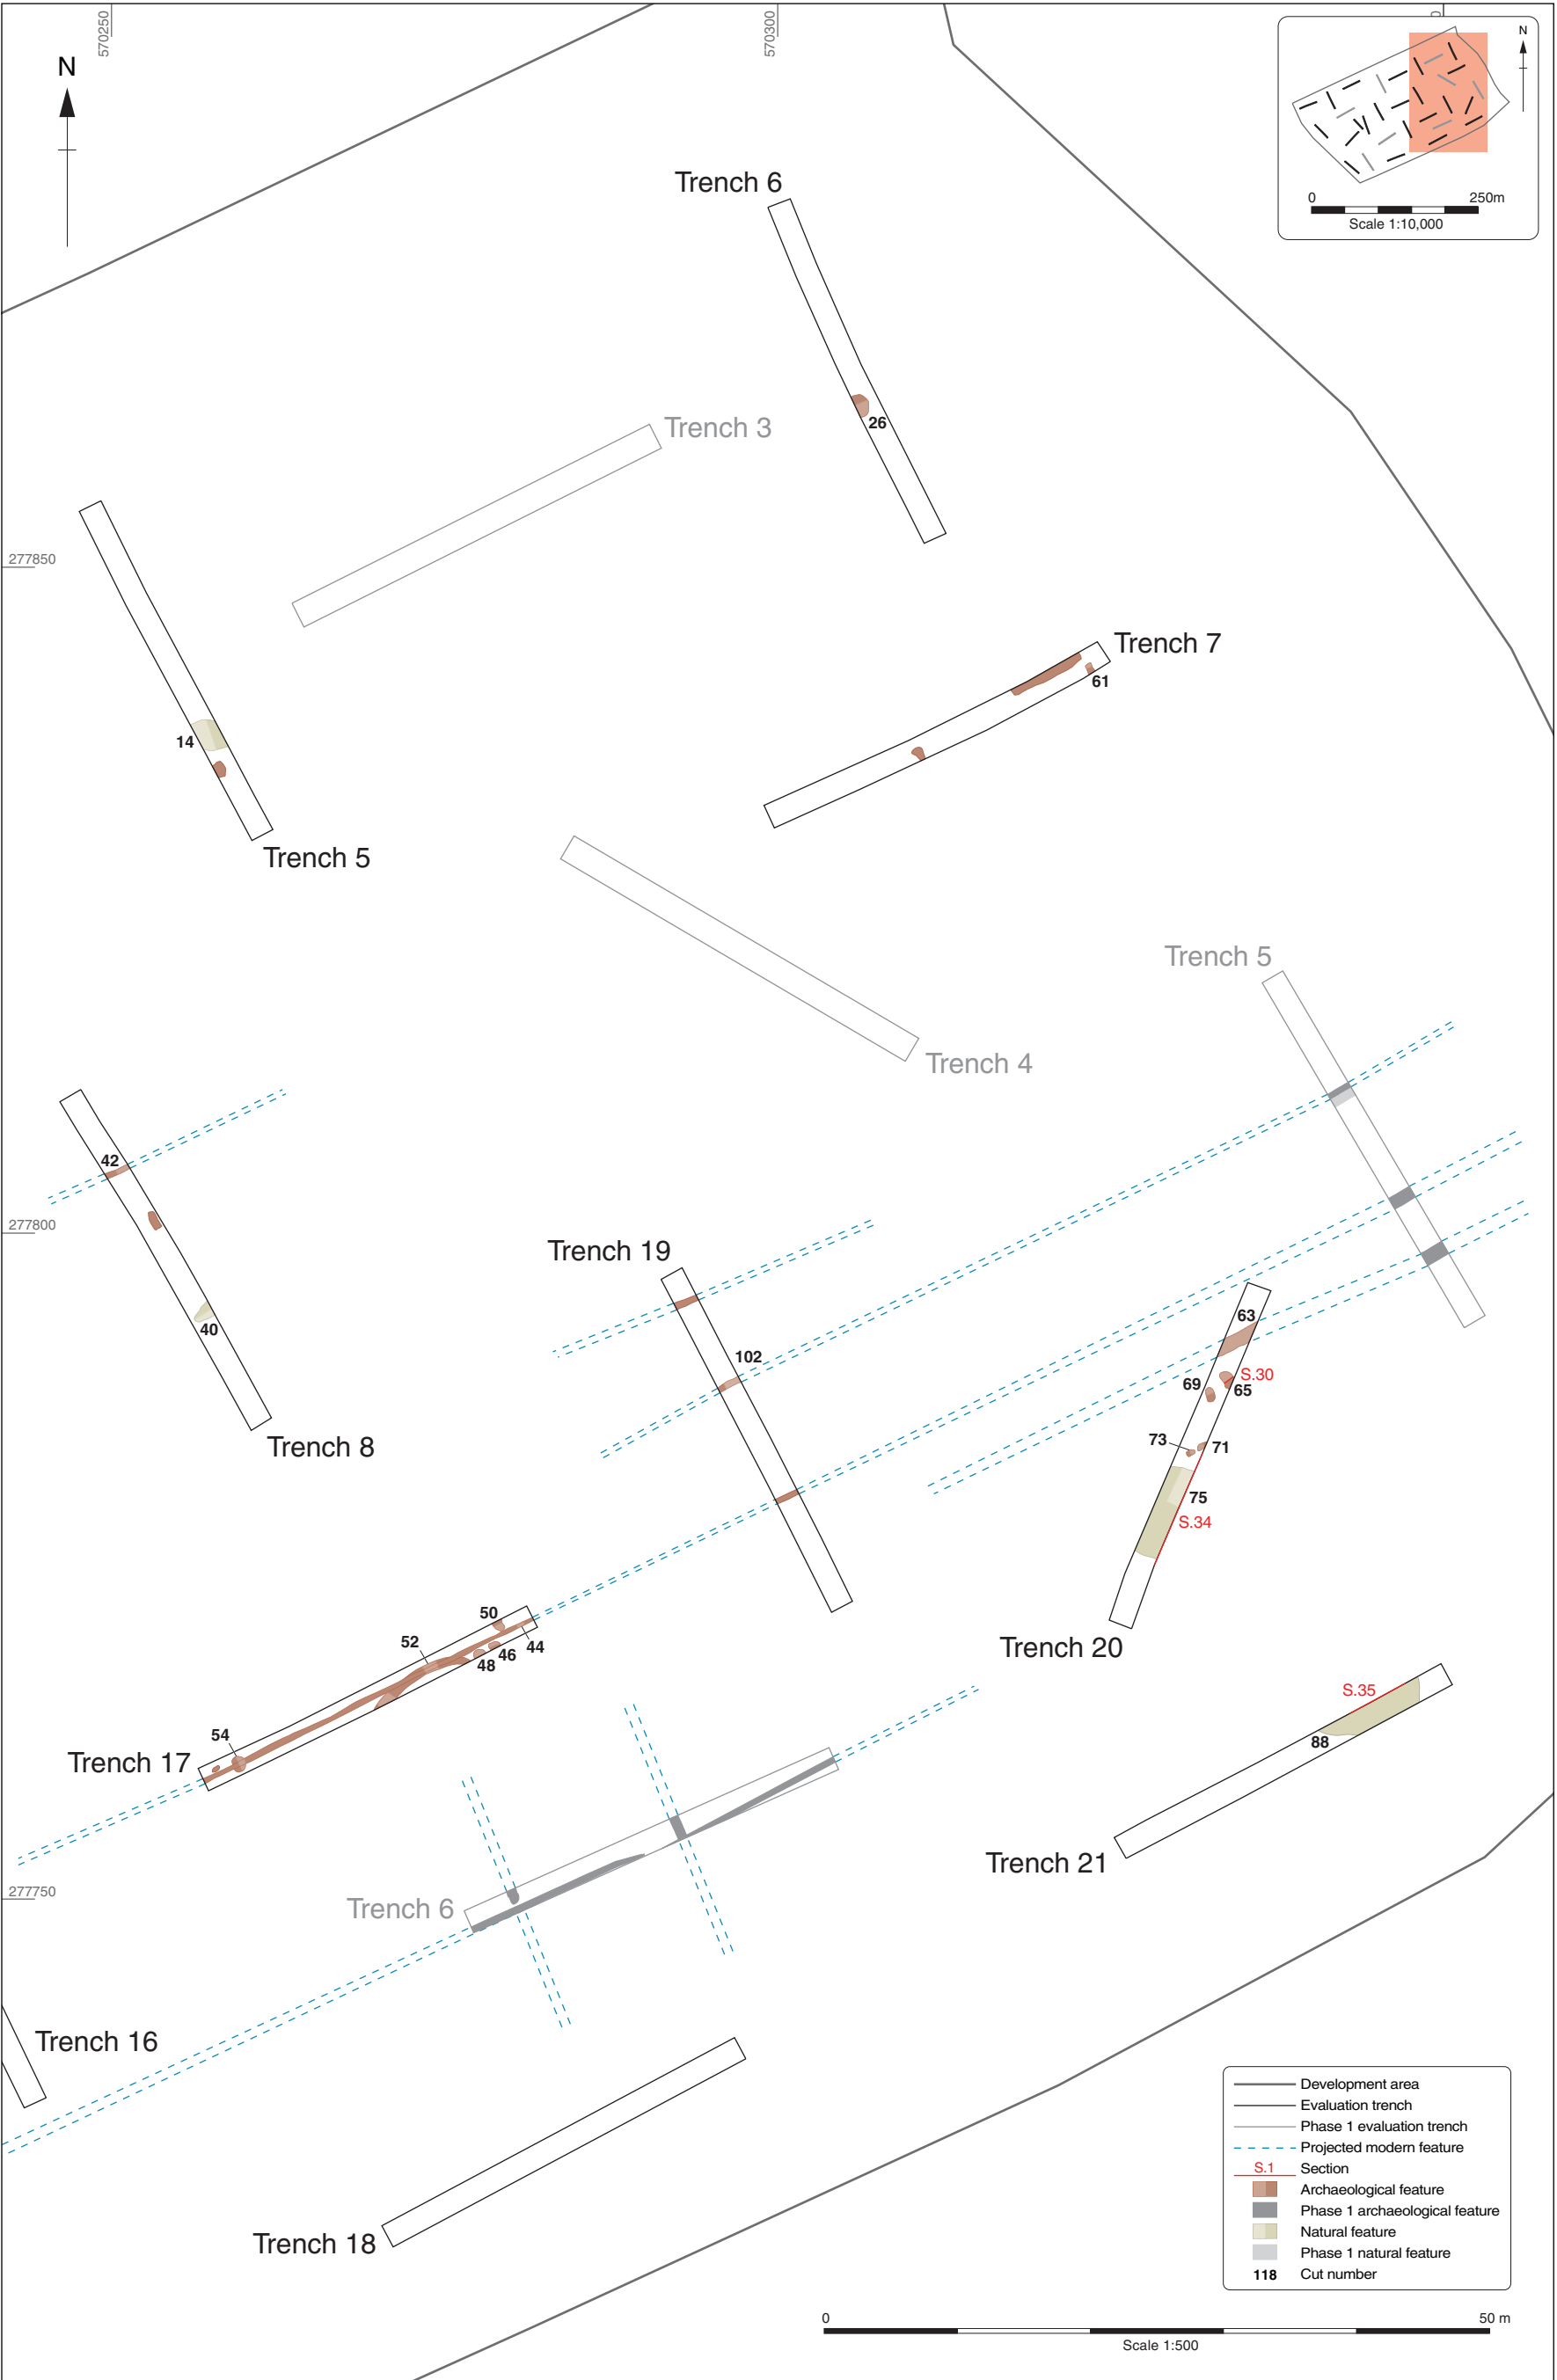 570250
570300
0
N
N
0 250m
Scale 1:10,000
Trench 6
26
Trench 3
277850
Trench 7
61
14
Trench 5
Trench 5
Trench 4
42
277800
Trench 19
40
102
63
S.30
69
65
Trench 8
73
71
75
S.34
50
52
44
46
48
Trench 20
S.35
54
88
Trench 17
Trench 21
277750
Trench 6
Trench 16
Trench 18
Development area
Evaluation trench
Phase 1 evaluation trench
Projected modern feature
S.1 Section
Archaeological feature
Phase 1 archaeological feature
Natural feature
Phase 1 natural feature
118 Cut number
0 50 m
Scale 1:500